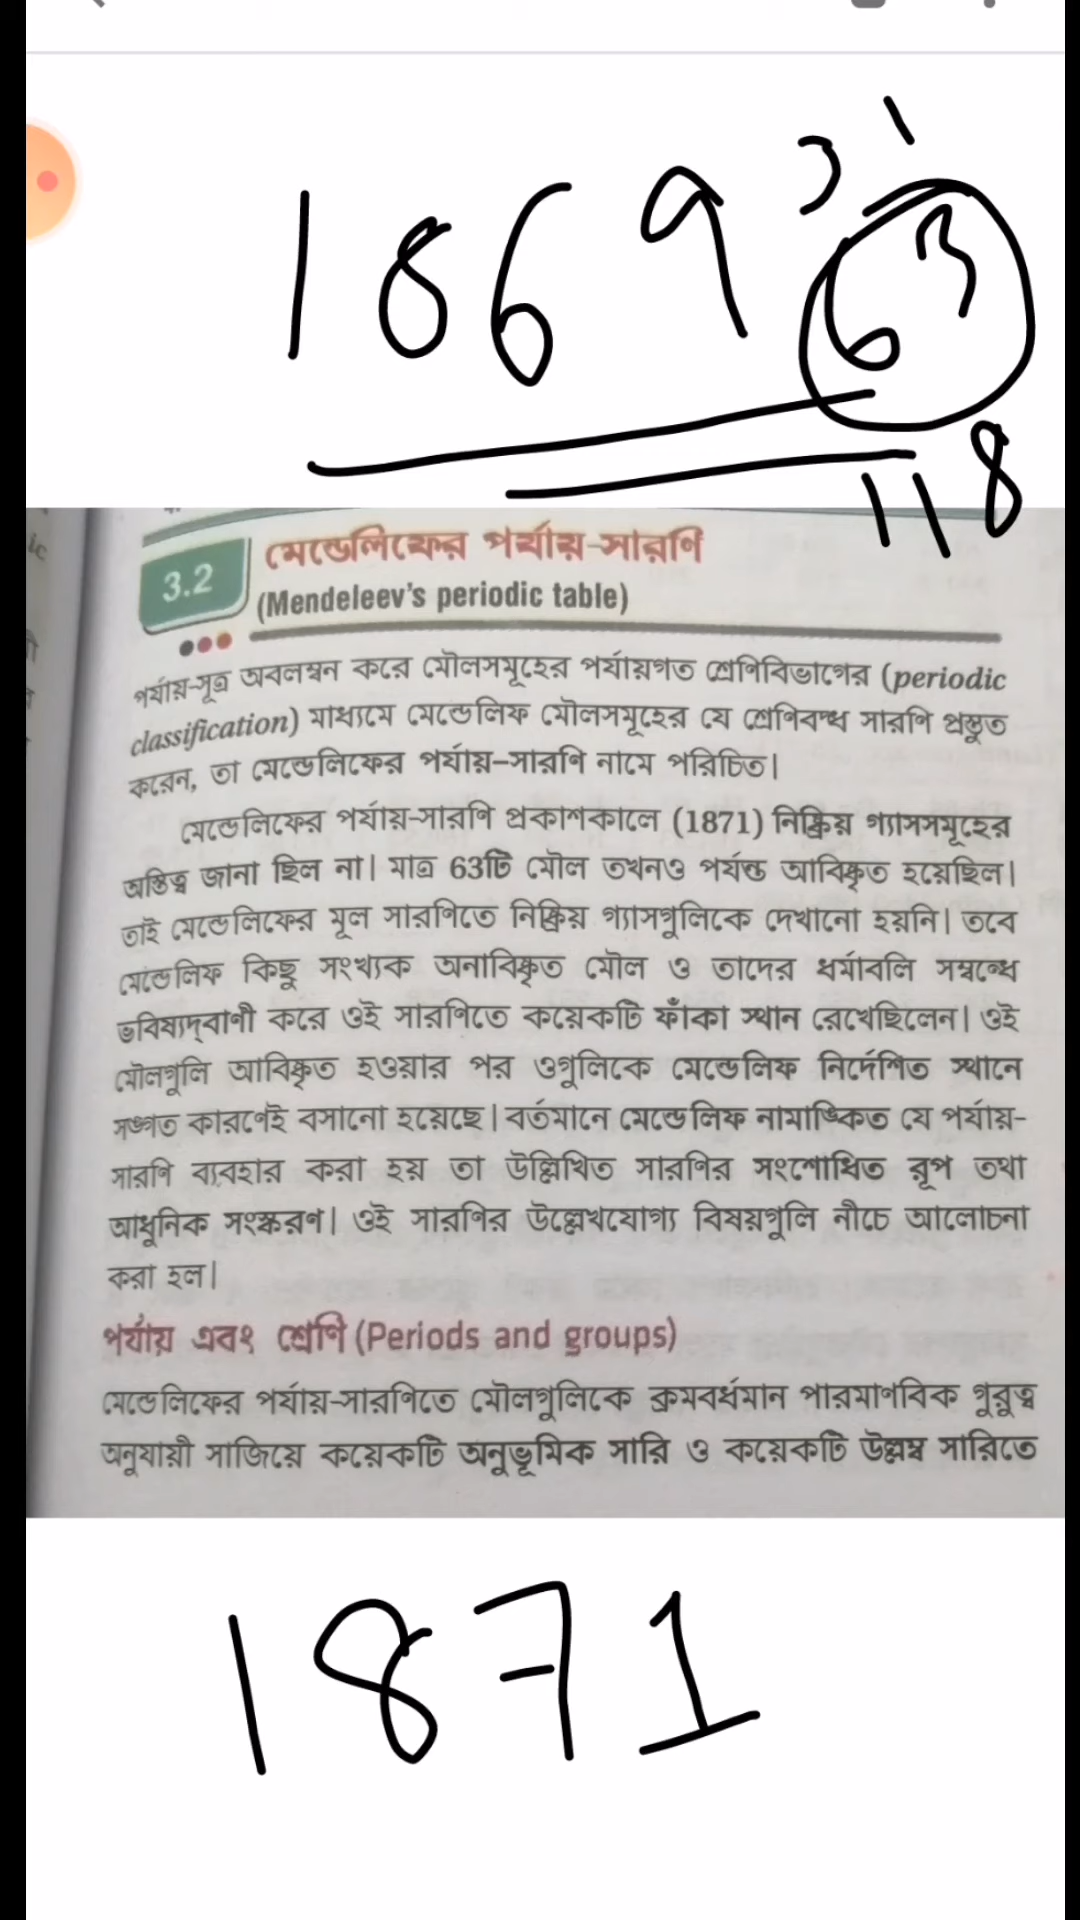 1869
63
118
3.2
মেন্ডেলিফের পর্যায়-সারণি
(Mendeleev's periodic table)
পর্যায়-সূত্র অবলম্বন করে মৌলসমূহের পর্যায়গত শ্রেণিবিভাগের (periodic
classification) মাধ্যমে মেন্ডেলিফ মৌলসমূহের যে শ্রেণিবদ্ধ সারণি প্রস্তুত
করেন, তা মেন্ডেলিফের পর্যায়-সারণি নামে পরিচিত।
মেন্ডেলিফের পর্যায়-সারণি প্রকাশকালে (1871) নিষ্ক্রিয় গ্যাসসমূহের
অস্তিত্ব জানা ছিল না। মাত্র 63টি মৌল তখনও পর্যন্ত আবিষ্কৃত হয়েছিল।
তাই মেন্ডেলিফের মূল সারণিতে নিষ্ক্রিয় গ্যাসগুলিকে দেখানো হয়নি। তবে
মেন্ডেলিফ কিছু সংখ্যক অনাবিষ্কৃত মৌল ও তাদের ধর্মাবলি সম্বন্ধে
ভবিষ্যদ্‌বাণী করে ওই সারণিতে কয়েকটি ফাঁকা স্থান রেখেছিলেন। ওই
মৌলগুলি আবিষ্কৃত হওয়ার পর ওগুলিকে মেন্ডেলিফ নির্দেশিত স্থানে
সঙ্গত কারণেই বসানো হয়েছে। বর্তমানে মেন্ডেলিফ নামাঙ্কিত যে পর্যায়-
সারণি ব্যবহার করা হয় তা উল্লিখিত সারণির সংশোধিত রূপ তথা
আধুনিক সংস্করণ। ওই সারণির উল্লেখযোগ্য বিষয়গুলি নীচে আলোচনা
করা হল।
পর্যায় এবং শ্রেণি (Periods and groups)
মেন্ডেলিফের পর্যায়-সারণিতে মৌলগুলিকে ক্রমবর্ধমান পারমাণবিক গুরুত্ব
অনুযায়ী সাজিয়ে কয়েকটি অনুভূমিক সারি ও কয়েকটি উল্লম্ব সারিতে
1871